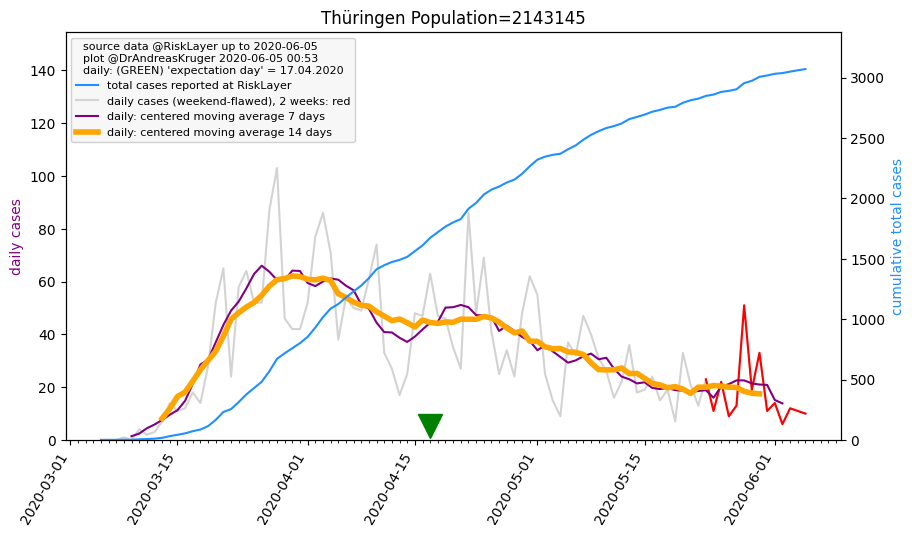 Thüringen Population=2143145
source data @RiskLayer up to 2020-06-05
plot @DrAndreasKruger 2020-06-05 00:53
daily: (GREEN) 'expectation day' = 17.04.2020
total cases reported at RiskLayer
daily cases (weekend-flawed), 2 weeks: red
daily: centered moving average 7 days
daily: centered moving average 14 days
daily cases
140
120
100
80
60
40
20
0
cumulative total cases
3000
2500
2000
1500
1000
500
0
2020-03-01
2020-03-15
2020-04-01
2020-04-15
2020-05-01
2020-05-15
2020-06-01